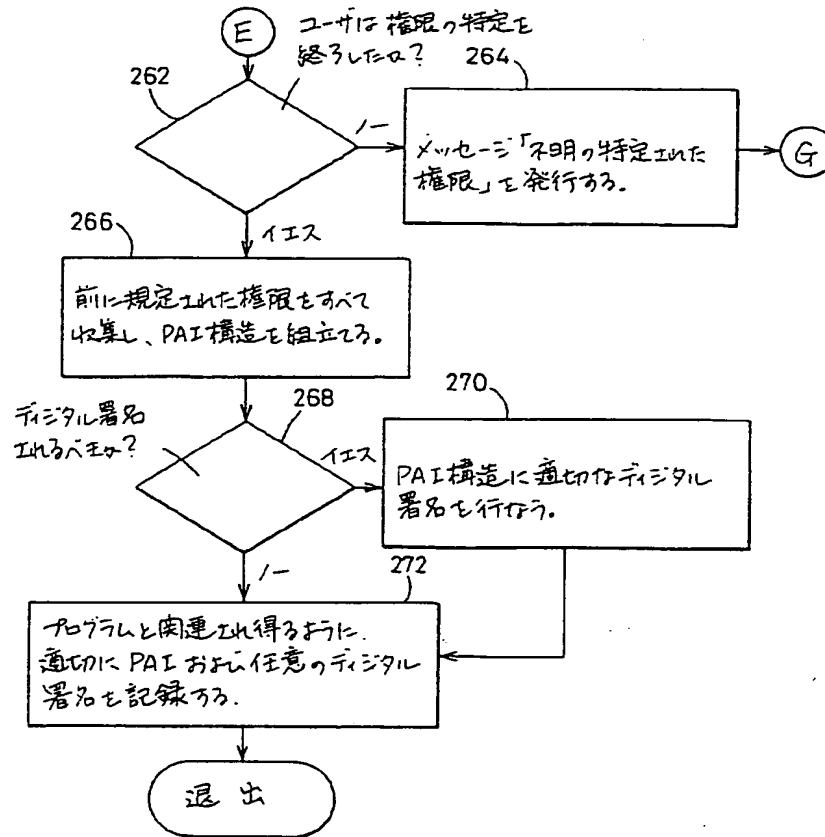 E
ユーザは権限の特定を
終了したか?
262
264
ノー
メッセージ「不明の特定された
権限」を発行する。
G
イエス
266
前に規定された権限をすべて
収集し、PAI構造を組立てる。
ディジタル署名
されるべきか?
268
イエス
270
PAI構造に適切なディジタル
署名を行なう。
ノー
272
プログラムと関連され得るように、
適切にPAIおよび任意のディジタル
署名を記録する.
退出